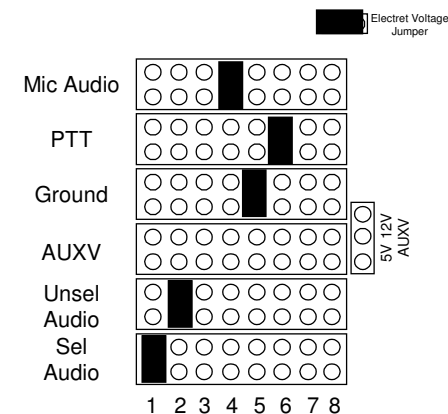 Electret Voltage
Jumper
Mic Audio
PTT
Ground
AUXV
5V 12V
AUXV
Unsel
Audio
Sel
Audio
1 2 3 4 5 6 7 8